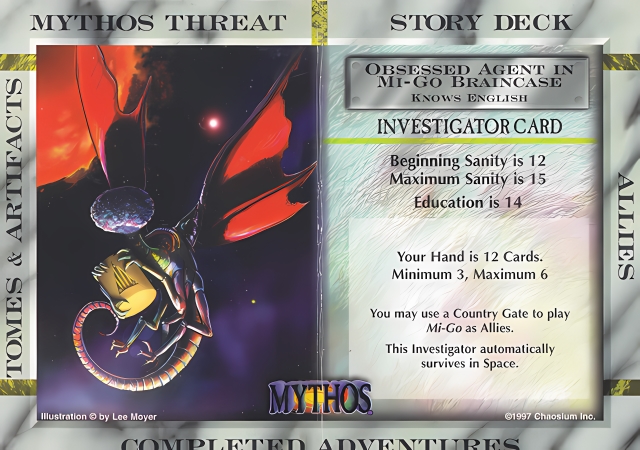 MYTHOS THREAT
STORY DECK
TOMES & ARTIFACTS
OBSESSED AGENT IN
MI-GO BRAINCASE
KNOWS ENGLISH
INVESTIGATOR CARD
Beginning Sanity is 12
Maximum Sanity is 15
Education is 14
Your Hand is 12 Cards.
Minimum 3, Maximum 6
You may use a Country Gate to play
Mi-Go as Allies.
This Investigator automatically
survives in Space.
ALLIES
MYTHOS
Illustration © by Lee Moyer
©1997 Chaosium Inc.
COMPLETED ADVENTURES